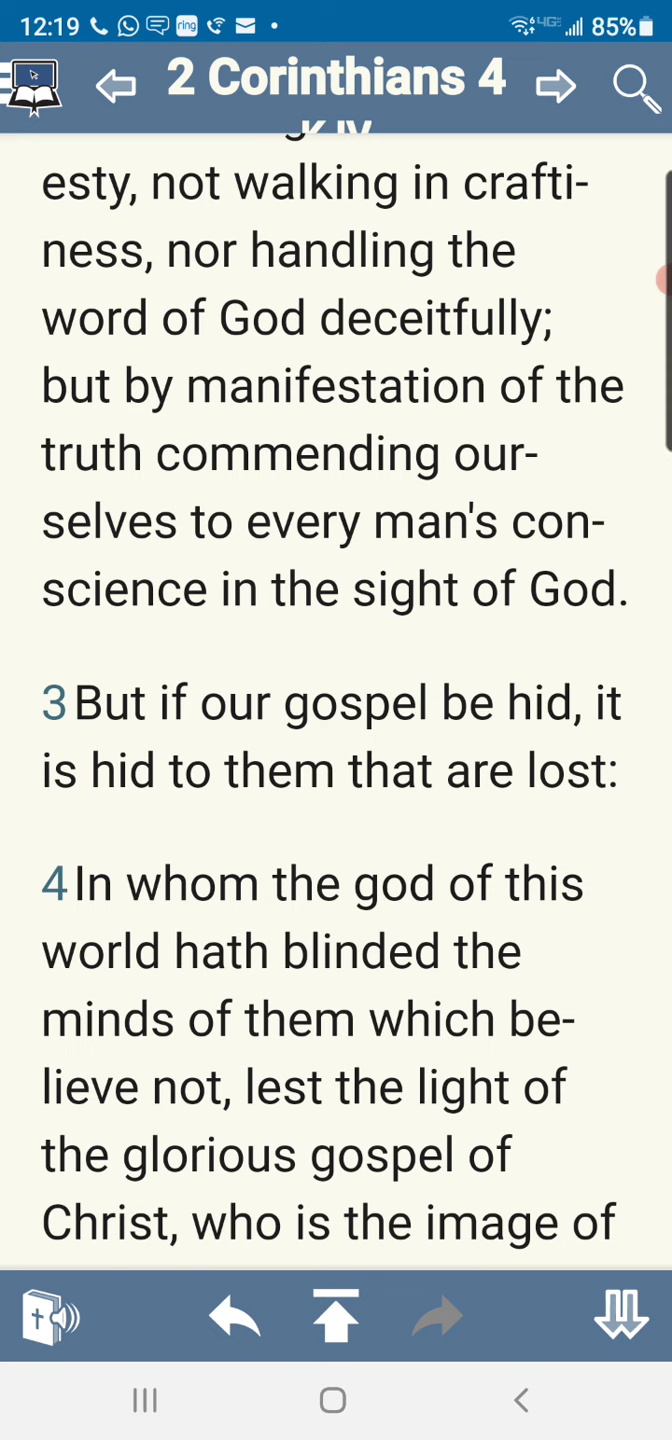 12:19 ring 4GE 85%
2 Corinthians 4
KJV
esty, not walking in crafti-
ness, nor handling the
word of God deceitfully;
but by manifestation of the
truth commending our-
selves to every man's con-
science in the sight of God.
3 But if our gospel be hid, it
is hid to them that are lost:
4 In whom the god of this
world hath blinded the
minds of them which be-
lieve not, lest the light of
the glorious gospel of
Christ, who is the image of